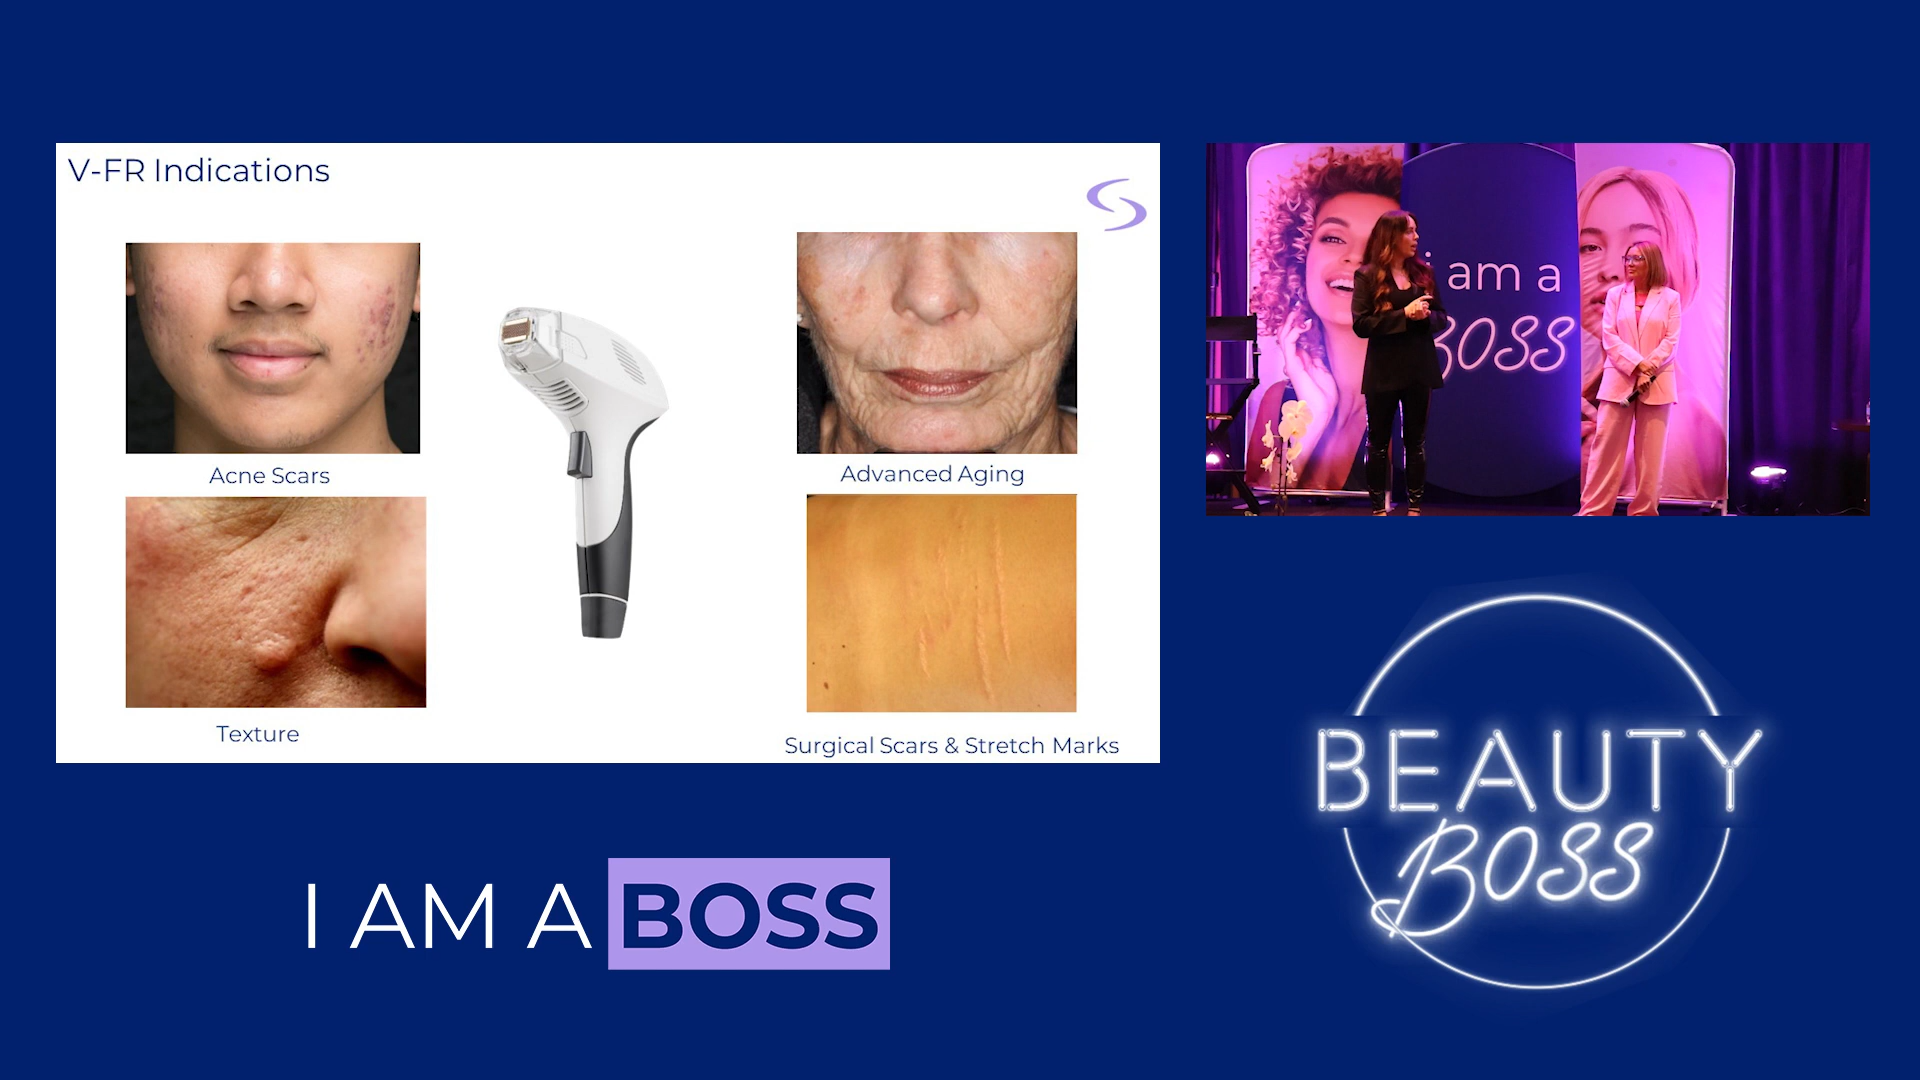 V-FR Indications
Acne Scars
Advanced Aging
Texture
Surgical Scars & Stretch Marks
i am a
BOSS
I AM A BOSS
BEAUTY
BOSS